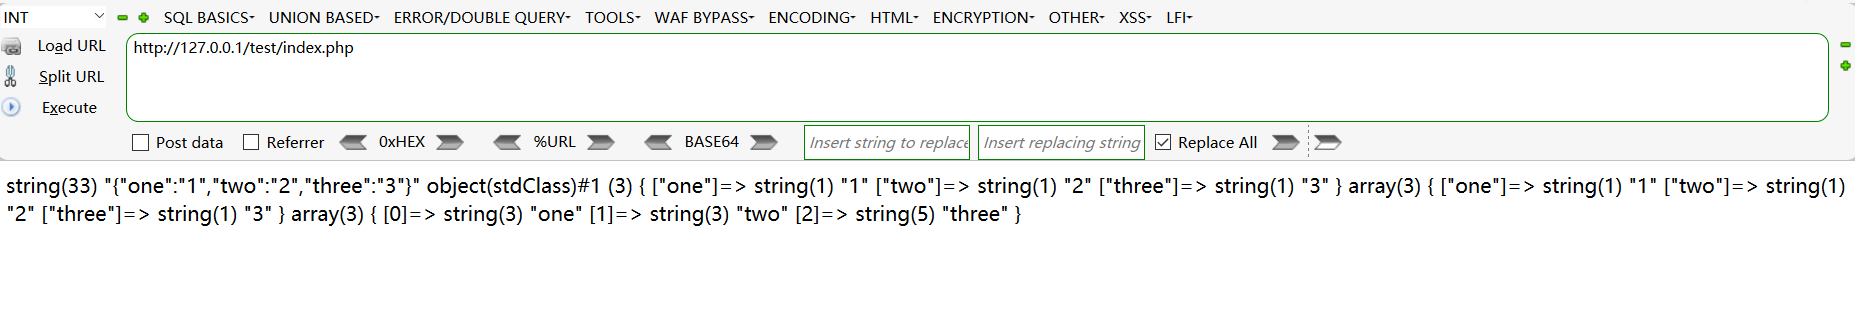 INT SQL BASICS UNION BASED ERROR/DOUBLE QUERY TOOLS WAF BYPASS ENCODING HTML ENCRYPTION OTHER XSS LFI
Load URL http://127.0.0.1/test/index.php
Split URL
Execute
Post data Referrer 0xHEX %URL BASE64 Insert string to replace Insert replacing string Replace All
string(33) "{"one":"1","two":"2","three":"3"}" object(stdClass)#1 (3) { ["one"]=> string(1) "1" ["two"]=> string(1) "2" ["three"]=> string(1) "3" } array(3) { ["one"]=> string(1) "1" ["two"]=> string(1)
"2" ["three"]=> string(1) "3" } array(3) { [0]=> string(3) "one" [1]=> string(3) "two" [2]=> string(5) "three" }